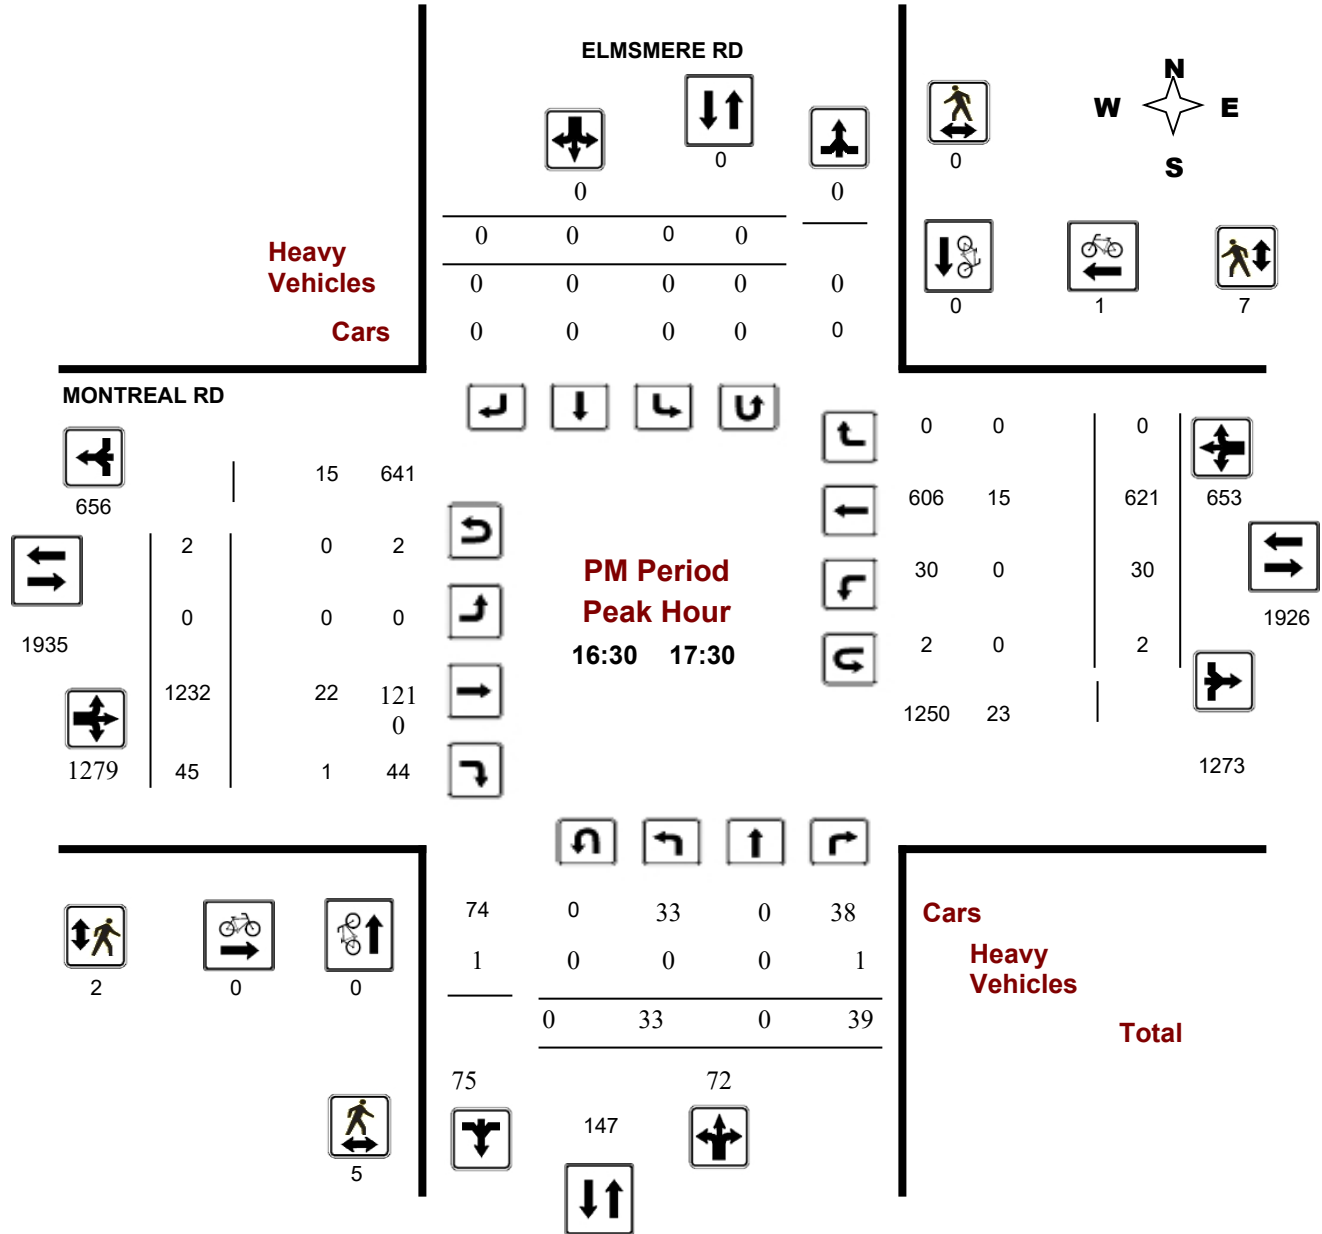 ELMSMERE RD
N
W E
S
0
0
0 0
0
0 0 0 0
Heavy
Vehicles
0 0 0 0 0
0 1 7
Cars
0 0 0 0 0
MONTREAL RD
0 0 0
15 641
656
606 15 621 653
2 0 2
PM Period
30 0 30
Peak Hour
0 0 0
1926
1935
16:30 17:30
2 0 2
1232 22 121
0
1250 23
1279 45 1 44
1273
74 0 33 0 38
Cars
1 0 0 0 1
Heavy
Vehicles
2 0 0
0 33 0 39
Total
75 72
147
5